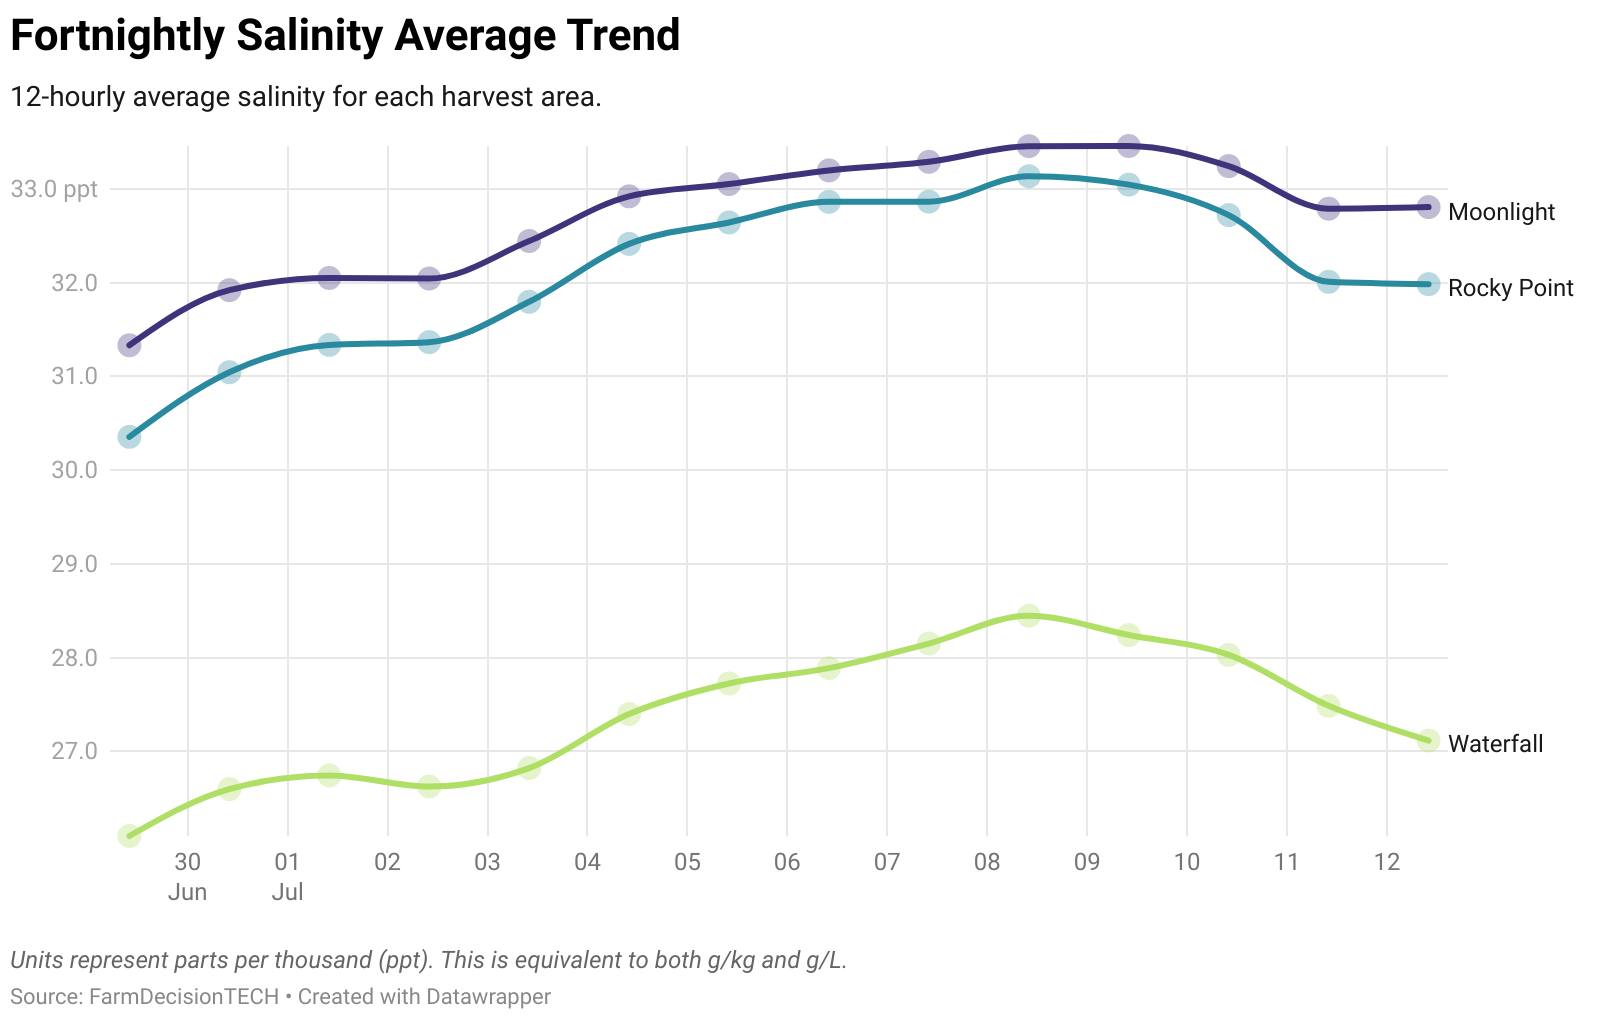 Fortnightly Salinity Average Trend
12-hourly average salinity for each harvest area.
33.0 ppt
32.0
31.0
30.0
29.0
28.0
27.0
Moonlight
Rocky Point
Waterfall
30 01 02 03 04 05 06 07 08 09 10 11 12
Jun Jul
Units represent parts per thousand (ppt). This is equivalent to both g/kg and g/L.
Source: FarmDecisionTECH • Created with Datawrapper